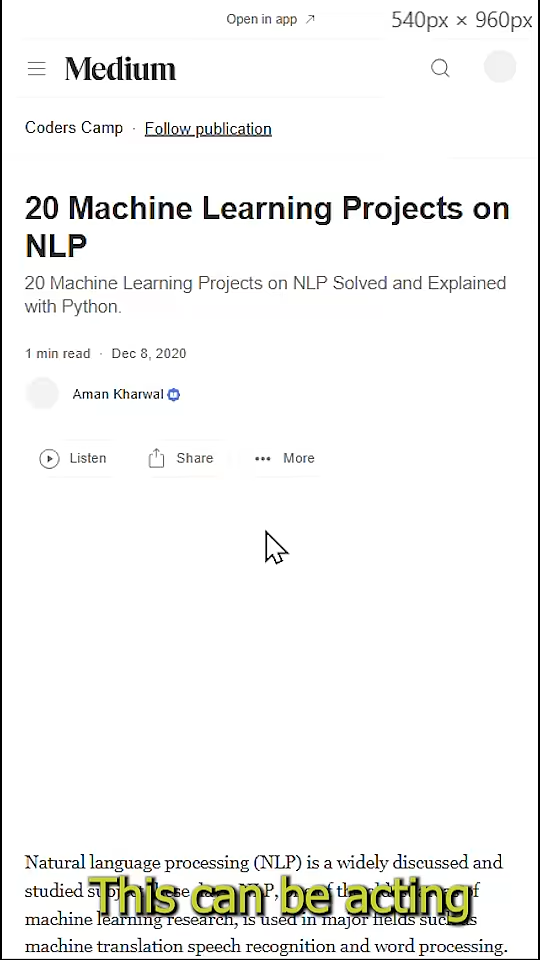 Open in app ↗
540px × 960px
Medium
Coders Camp · Follow publication
20 Machine Learning Projects on
NLP
20 Machine Learning Projects on NLP Solved and Explained
with Python.
1 min read · Dec 8, 2020
Aman Kharwal
Listen
Share
••• More
Natural language processing (NLP) is a widely discussed and
studied
This can be acting
machine learning research, is used in major fields such as
machine translation speech recognition and word processing.